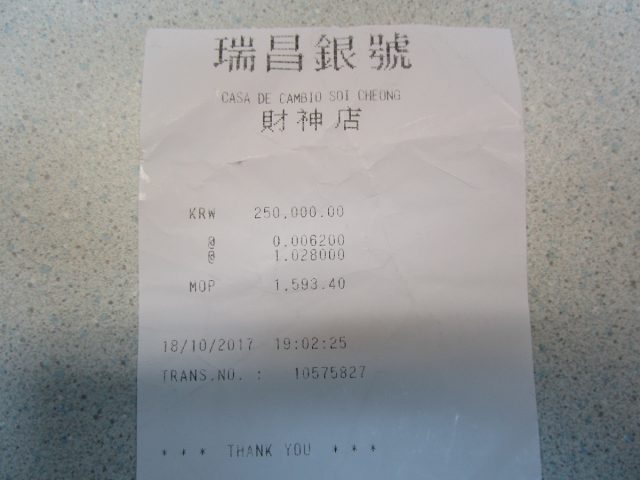 瑞昌銀號
CASA DE CAMBIO SOI CHEONG
財神店
KRW 250,000.00
@ 0.006200
@ 1.028000
MOP 1,593.40
18/10/2017 19:02:25
TRANS.NO. : 10575827
* * * THANK YOU * * *